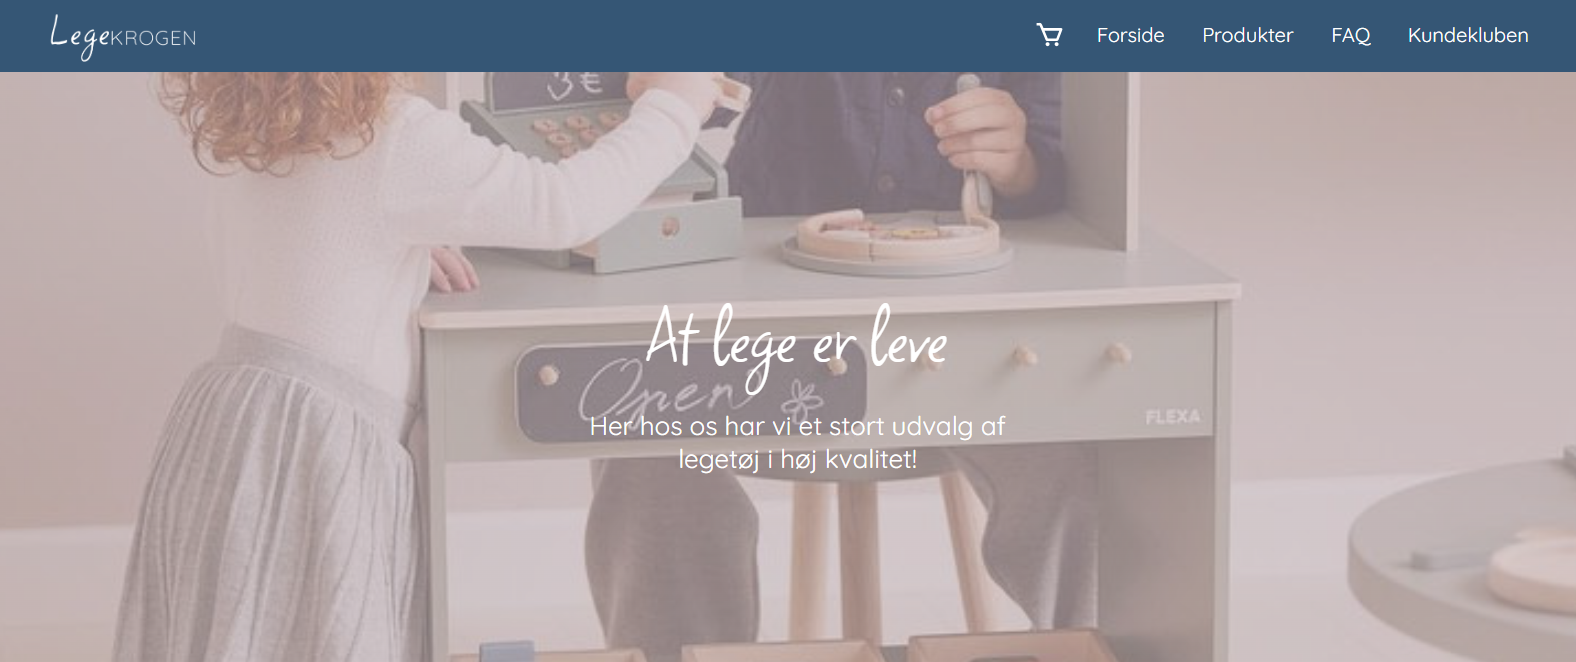 LegeKROGEN
Forside Produkter FAQ Kundekluben
3€
At lege er leve
Open
FLEXA
Her hos os har vi et stort udvalg af
legetøj i høj kvalitet!